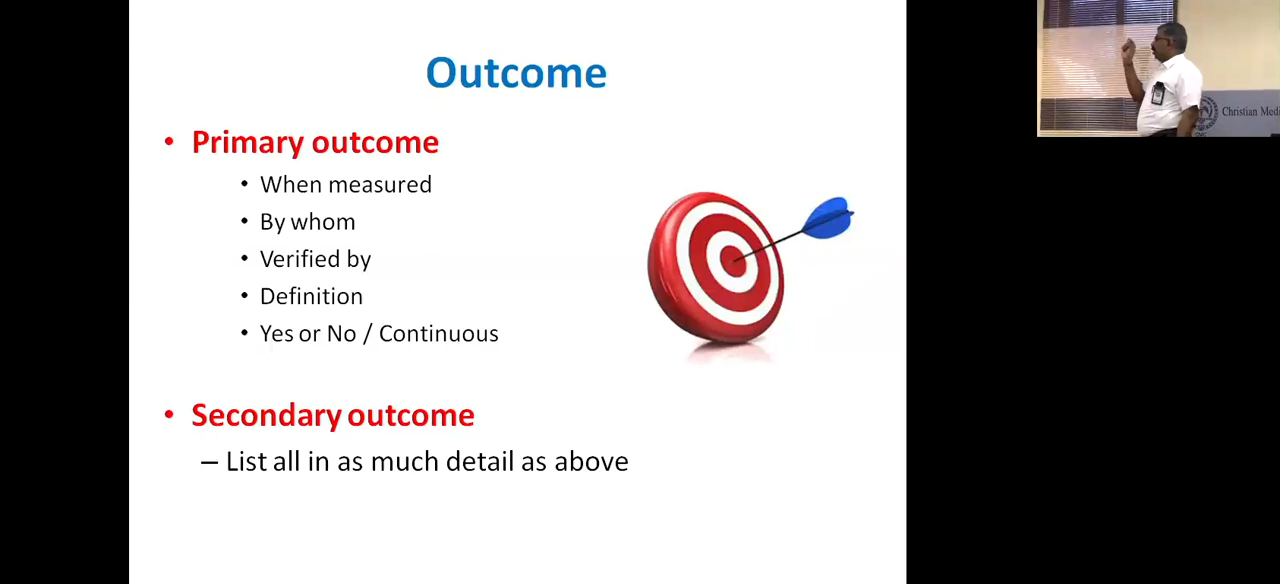 Outcome
• Primary outcome
• When measured
• By whom
• Verified by
• Definition
• Yes or No / Continuous
• Secondary outcome
– List all in as much detail as above
Christian Medi